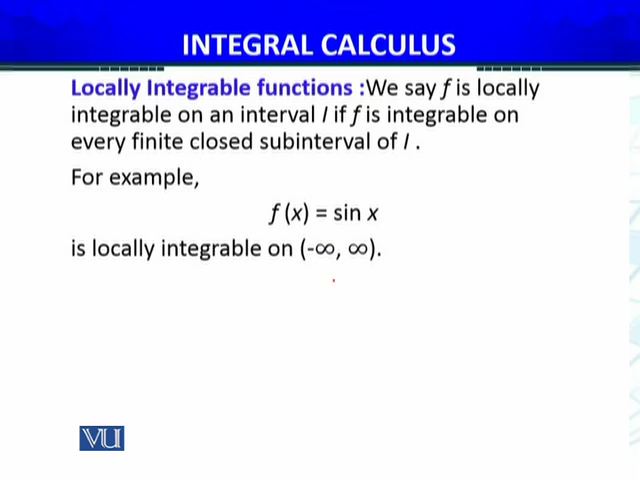 INTEGRAL CALCULUS
Locally Integrable functions :We say f is locally
integrable on an interval I if f is integrable on
every finite closed subinterval of I .
For example,
f (x) = sin x
is locally integrable on (-∞, ∞).
VU